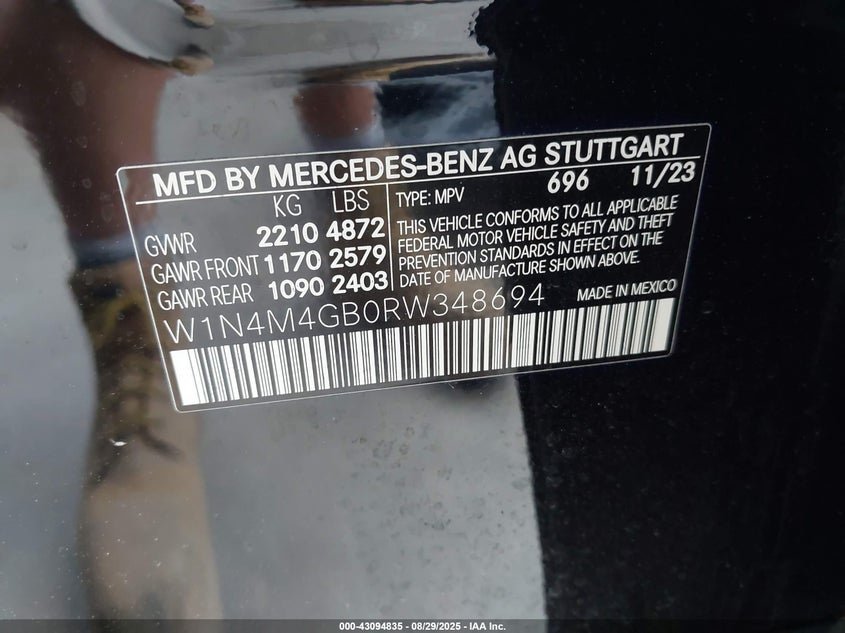 MFD BY MERCEDES-BENZ AG STUTTGART
KG LBS
GVWR 2210 4872
GAWR FRONT 1170 2579
GAWR REAR 1090 2403
TYPE: MPV 696 11/23
THIS VEHICLE CONFORMS TO ALL APPLICABLE
FEDERAL MOTOR VEHICLE SAFETY AND THEFT
PREVENTION STANDARDS IN EFFECT ON THE
DATE OF MANUFACTURE SHOWN ABOVE.
W1N4M4GB0RW348694 MADE IN MEXICO
000-43094835 - 08/29/2025 - IAA Inc.